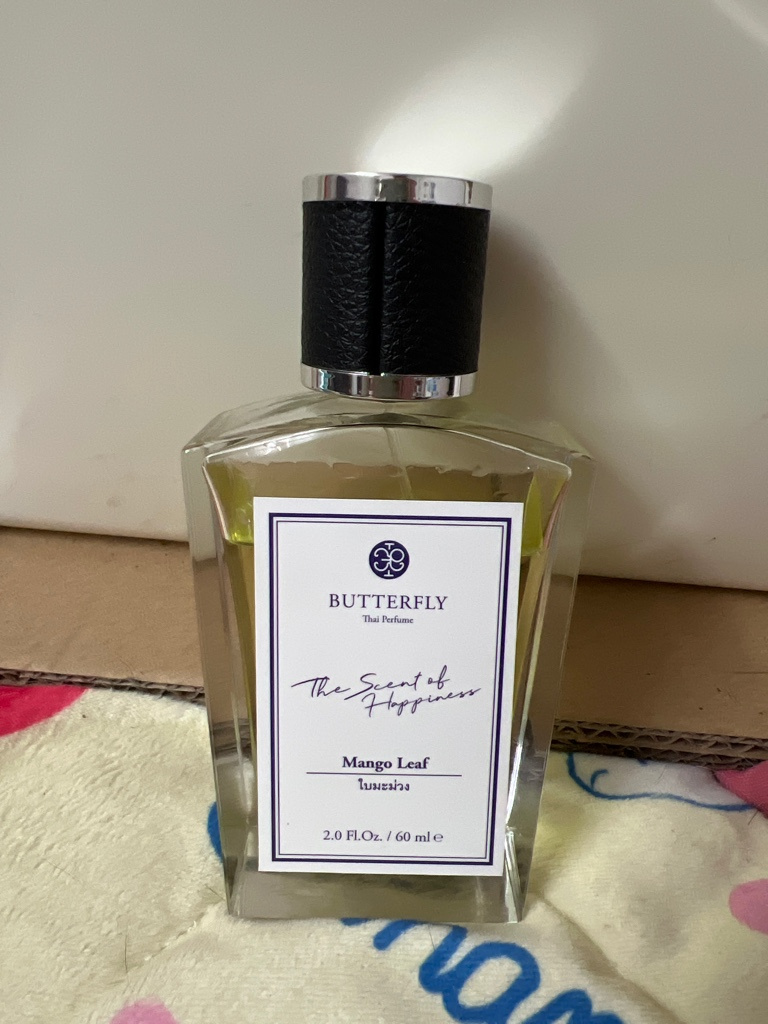 BUTTERFLY
Thai Perfume
The Scent of
Happiness
Mango Leaf
ใบมะม่วง
2.0 Fl.Oz. / 60 ml ℮